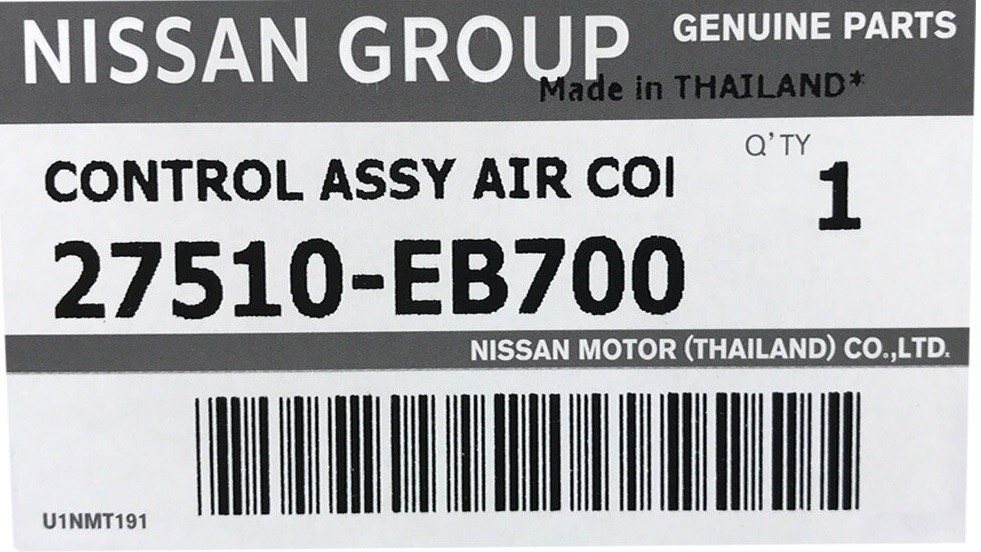 NISSAN GROUP
GENUINE PARTS
Made in THAILAND*
Q'TY
CONTROL ASSY AIR COI
1
27510-EB700
NISSAN MOTOR (THAILAND) CO.,LTD.
U1NMT191